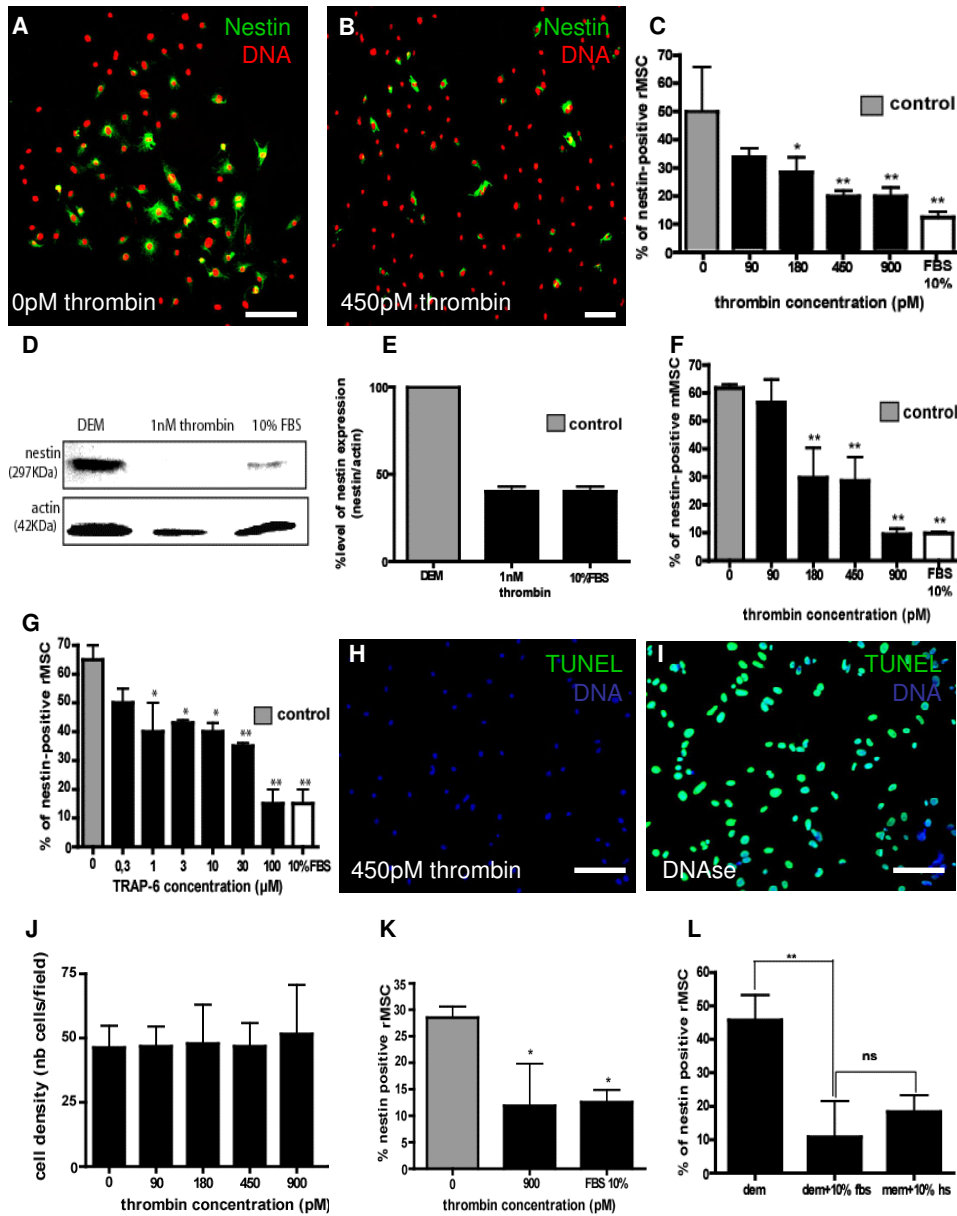 A
Nestin
DNA
0pM thrombin
B
Nestin
DNA
450pM thrombin
C
% of nestin-positive rMSC
70
60
50
40
30
20
10
0
control
*
**
**
**
0 90 180 450 900 FBS 10%
thrombin concentration (pM)
D
DEM 1nM thrombin 10% FBS
nestin
(297KDa)
actin
(42KDa)
E
%level of nestin expression
(nestin/actin)
100
50
0
control
DEM 1nM thrombin 10%FBS
F
% of nestin-positive mMSC
70
60
50
40
30
20
10
0
control
**
**
**
**
0 90 180 450 900 FBS 10%
thrombin concentration (pM)
G
% of nestin-positive rMSC
70
60
50
40
30
20
10
0
control
*
*
*
**
**
**
0 0,3 1 3 10 30 100 10%FBS
TRAP-6 concentration (µM)
H
TUNEL
DNA
450pM thrombin
I
TUNEL
DNA
DNAse
J
cell density (nb cells/field)
75
50
25
0
0 90 180 450 900
thrombin concentration (pM)
K
% nestin positive rMSC
35
30
25
20
15
10
5
0
*
*
0 900 FBS 10%
thrombin concentration (pM)
L
% of nestin positive rMSC
60
50
40
30
20
10
0
**
ns
dem dem+10% fbs mem+10% hs